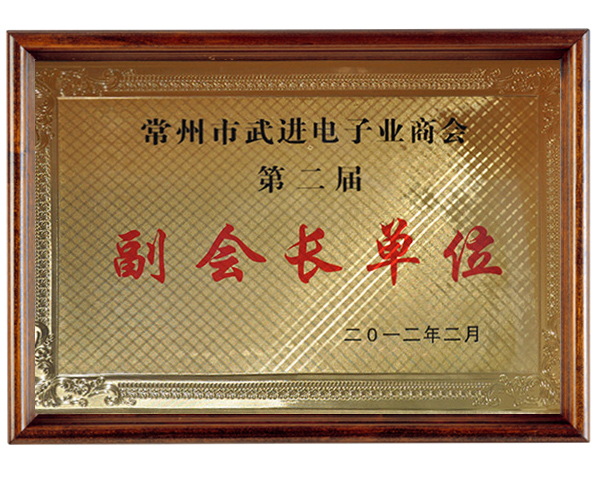 常州市武进电子业商会
第二届
副会长单位
二0一二年二月